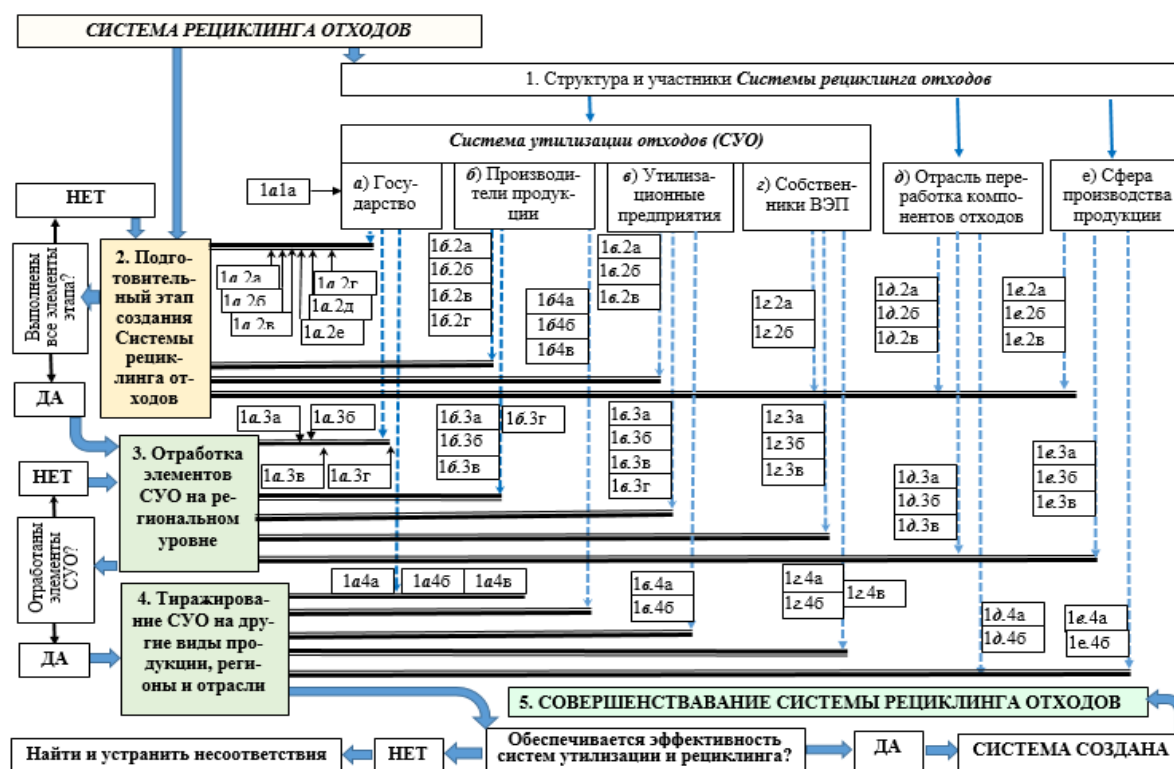 СИСТЕМА РЕЦИКЛИНГА ОТХОДОВ
1. Структура и участники Системы рециклинга отходов
Система утилизации отходов (СУО)
1а1а
а) Госу-
дарство
б) Производи-
тели продук-
ции
в) Утилиза-
ционные
предприятия
г) Собствен-
ники ВЭП
д) Отрасль пере-
работка компо-
нентов отходов
е) Сфера
производства
продукции
НЕТ
Выполнены
все элементы
этапа?
ДА
2. Подго-
товитель-
ный этап
создания
Системы
рецик-
линга от-
ходов
1а.2а
1а.2б
1а.2в
1а.2г
1а.2д
1а.2е
1б.2а
1б.2б
1б.2в
1б.2г
1б4а
1б4б
1б4в
1в.2а
1в.2б
1в.2в
1г.2а
1г.2б
1д.2а
1д.2б
1д.2в
1е.2а
1е.2б
1е.2в
НЕТ
Отработаны
элементы
СУО?
ДА
3. Отработка
элементов
СУО на ре-
гиональном
уровне
1а.3а
1а.3б
1а.3в
1а.3г
1б.3а
1б.3б
1б.3в
1б.3г
1в.3а
1в.3б
1в.3в
1в.3г
1г.3а
1г.3б
1г.3в
1д.3а
1д.3б
1д.3в
1е.3а
1е.3б
1е.3в
4. Тиражирова-
ние СУО на дру-
гие виды про-
дукции, реги-
оны и отрасли
1а4а
1а4б
1а4в
1в.4а
1в.4б
1г.4а
1г.4б
1г.4в
1д.4а
1д.4б
1е.4а
1е.4б
5. СОВЕРШЕНСТВАВАНИЕ СИСТЕМЫ РЕЦИКЛИНГА ОТХОДОВ
Найти и устранить несоответствия
НЕТ
Обеспечивается эффективность
систем утилизации и рециклинга?
ДА
СИСТЕМА СОЗДАНА